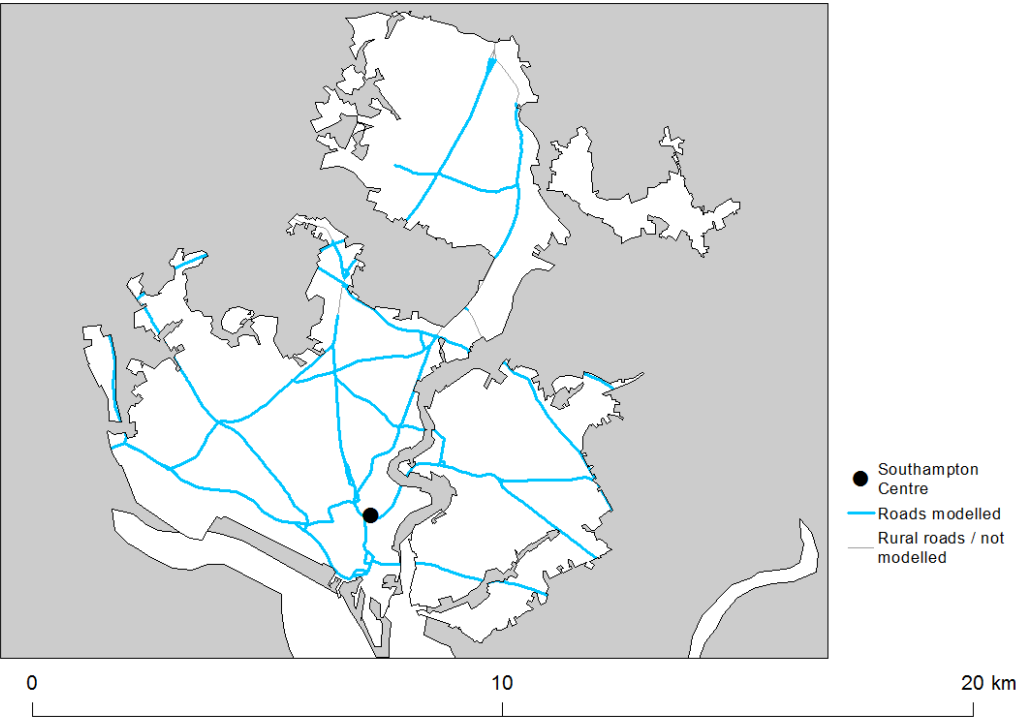 Southampton
Centre
Roads modelled
Rural roads / not
modelled
0 10 20 km